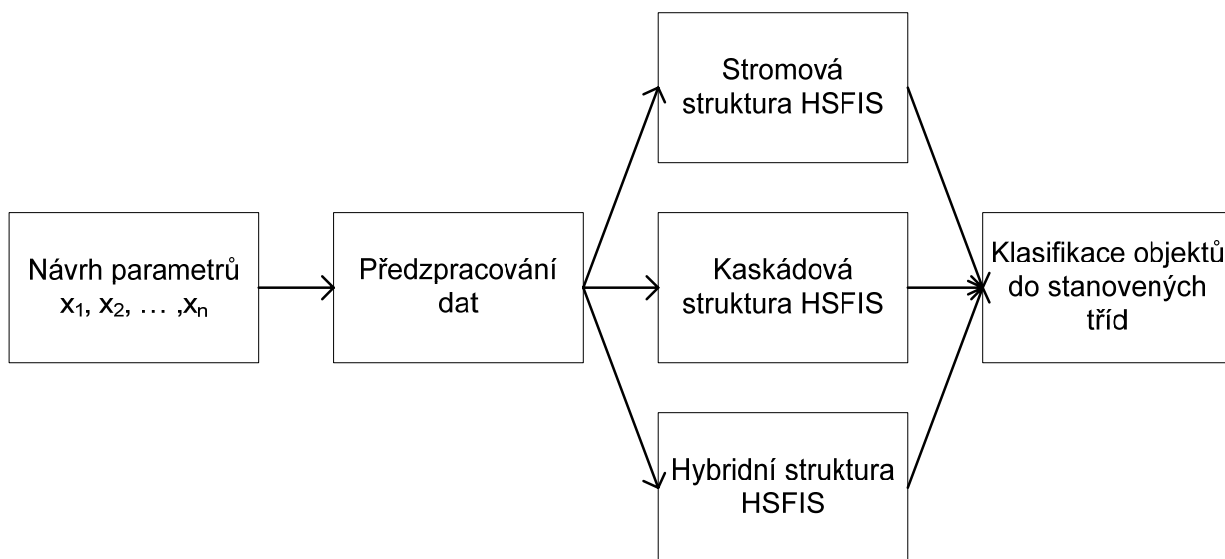 Návrh parametrů
x₁, x₂, … ,xₙ
Předzpracování
dat
Stromová
struktura HSFIS
Kaskádová
struktura HSFIS
Hybridní struktura
HSFIS
Klasifikace objektů
do stanovených
tříd